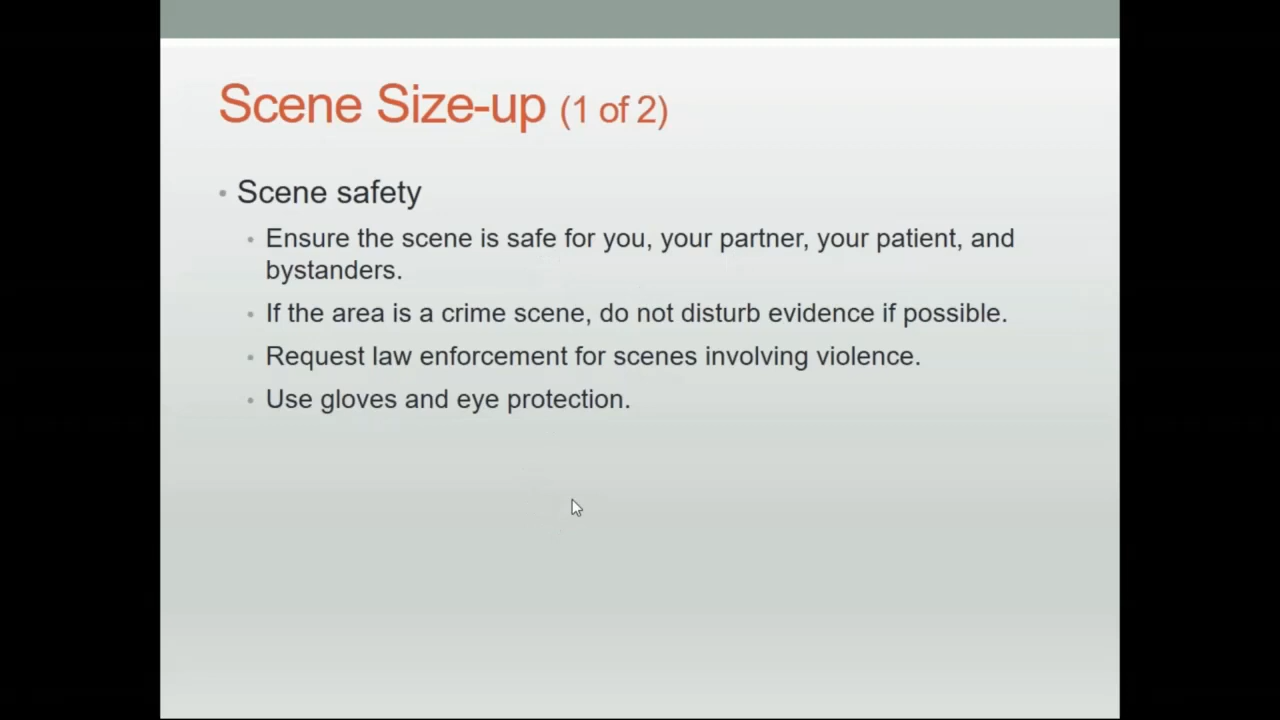 Scene Size-up (1 of 2)
• Scene safety
• Ensure the scene is safe for you, your partner, your patient, and
bystanders.
• If the area is a crime scene, do not disturb evidence if possible.
• Request law enforcement for scenes involving violence.
• Use gloves and eye protection.